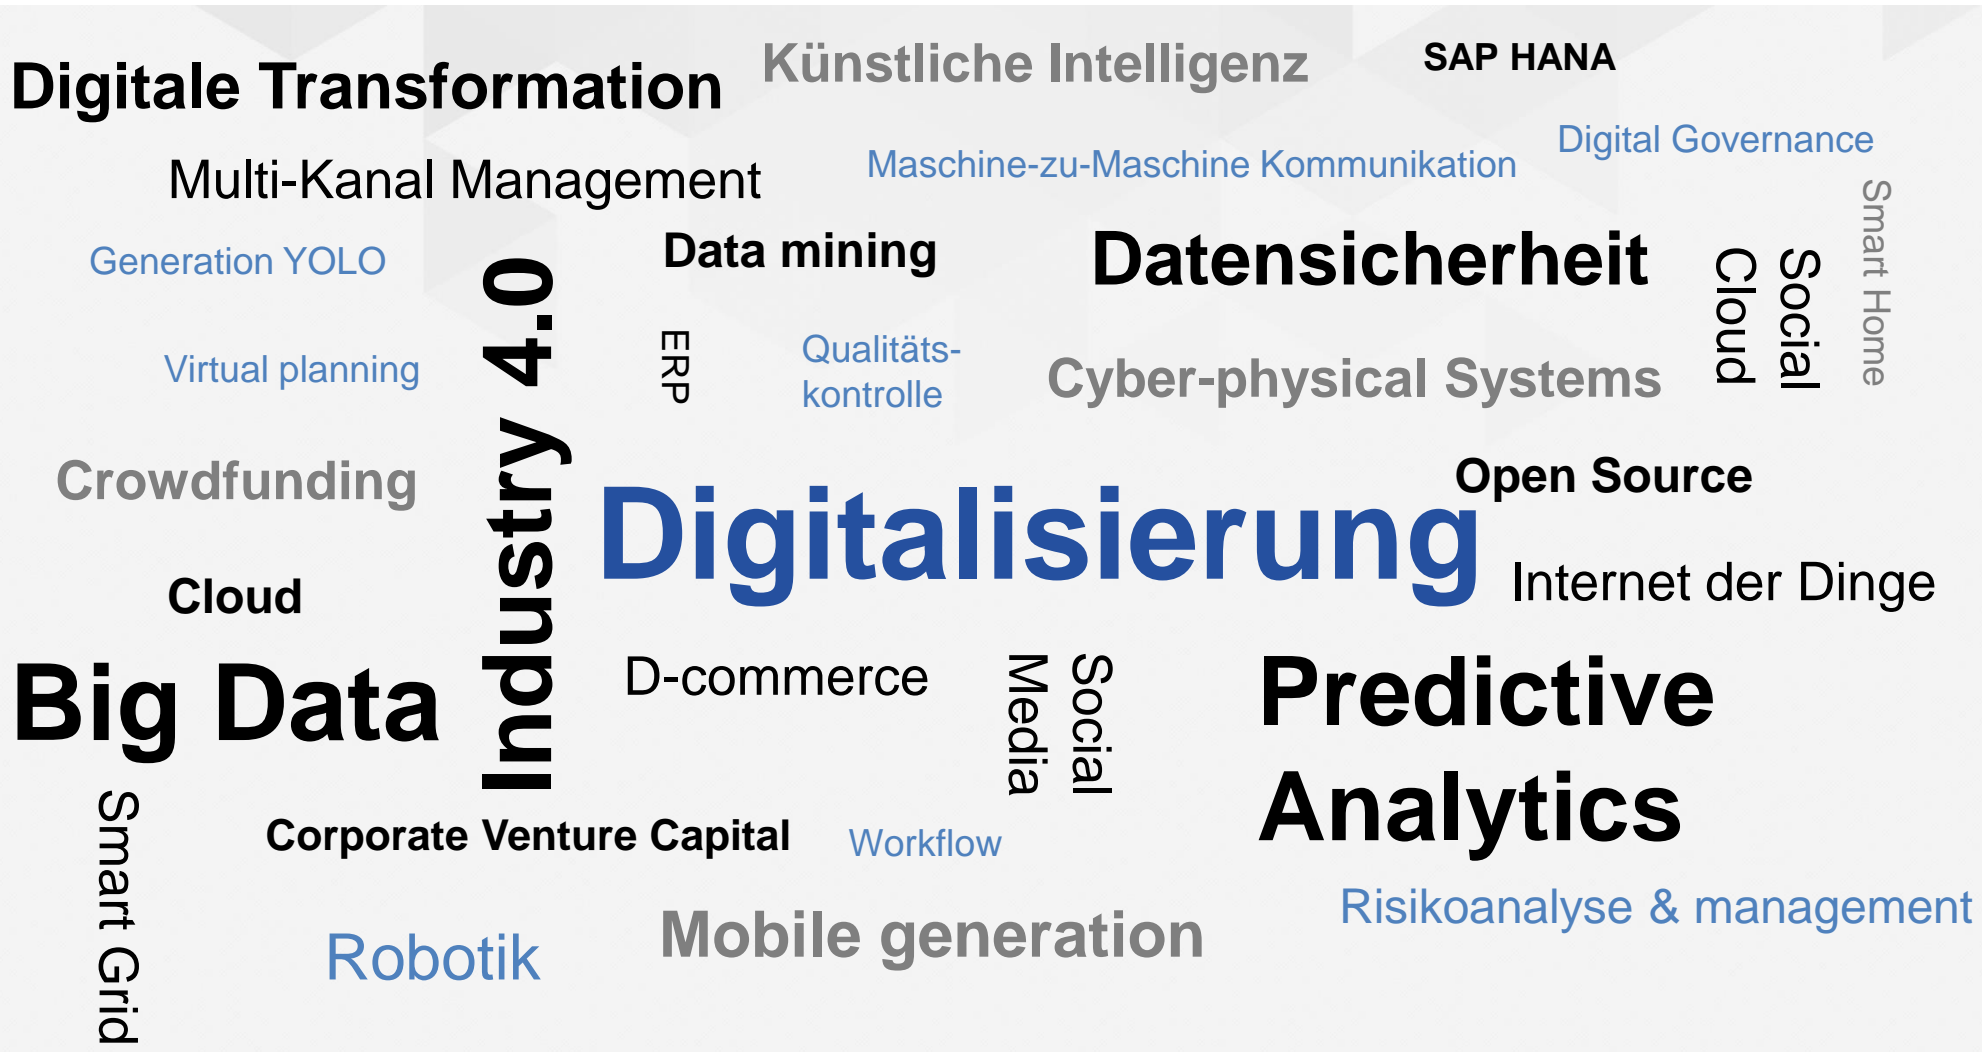 Digitale Transformation
Künstliche Intelligenz
SAP HANA
Multi-Kanal Management
Maschine-zu-Maschine Kommunikation
Digital Governance
Generation YOLO
Data mining
Datensicherheit
Social
Cloud
Smart Home
Virtual planning
Industry 4.0
ERP
Qualitäts-
kontrolle
Cyber-physical Systems
Crowdfunding
Digitalisierung
Open Source
Cloud
Internet der Dinge
Big Data
D-commerce
Social
Media
Predictive
Analytics
Smart Grid
Corporate Venture Capital
Workflow
Risikoanalyse & management
Robotik
Mobile generation